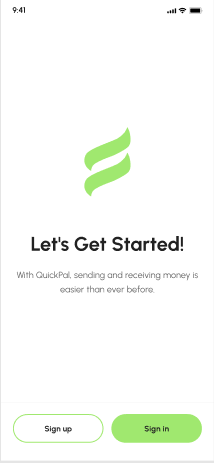 9:41
Let's Get Started!
With QuickPal, sending and receiving money is
easier than ever before.
Sign up
Sign in